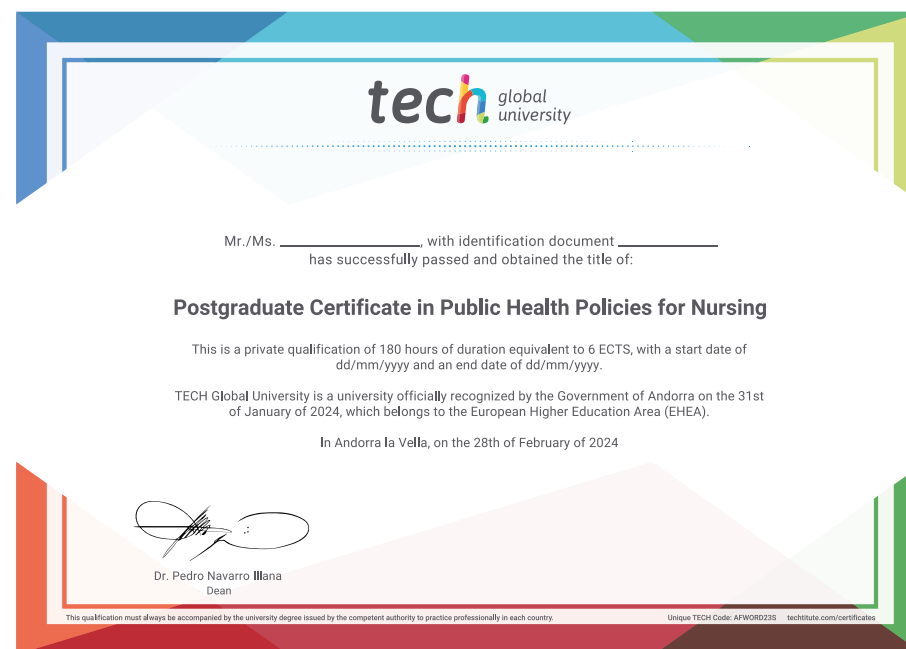 tech global university
Mr./Ms. ____________, with identification document ____________
has successfully passed and obtained the title of:
Postgraduate Certificate in Public Health Policies for Nursing
This is a private qualification of 180 hours of duration equivalent to 6 ECTS, with a start date of
dd/mm/yyyy and an end date of dd/mm/yyyy.
TECH Global University is a university officially recognized by the Government of Andorra on the 31st
of January of 2024, which belongs to the European Higher Education Area (EHEA).
In Andorra la Vella, on the 28th of February of 2024
Dr. Pedro Navarro Illana
Dean
This qualification must always be accompanied by the university degree issued by the competent authority to practice professionally in each country.
Unique TECH Code: AFWORD23S techtitute.com/certificates